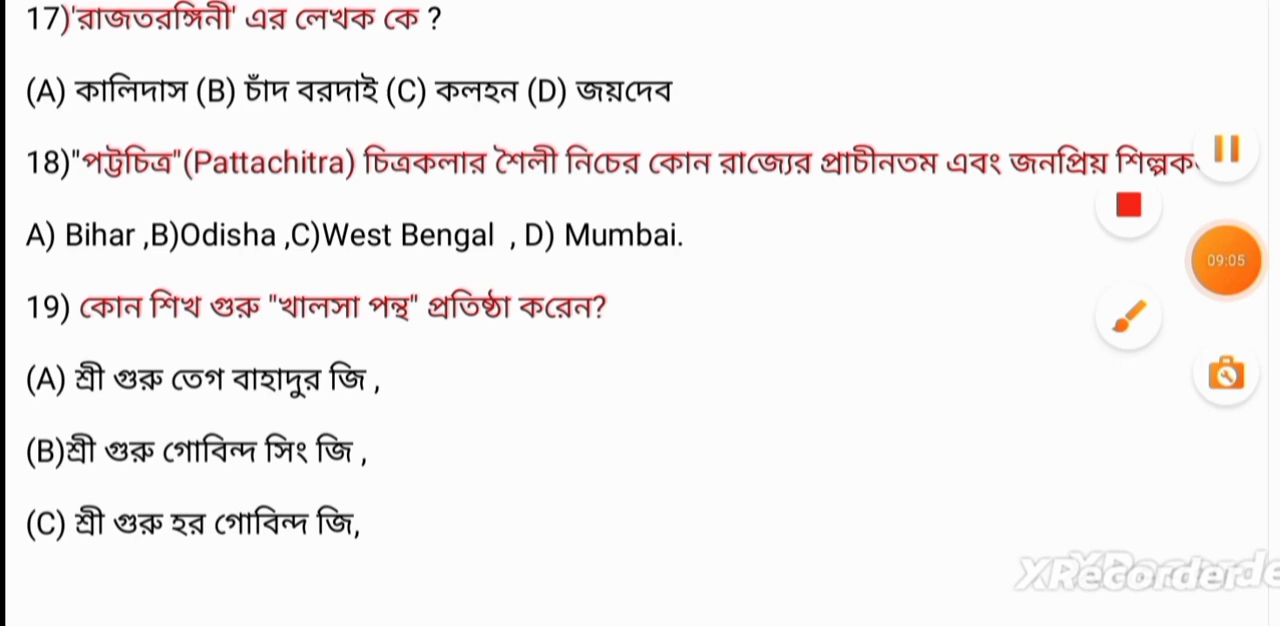 17)'রাজতরঙ্গিনী' এর লেখক কে ?
(A) কালিদাস (B) চাঁদ বরদাই (C) কলহন (D) জয়দেব
18)"পট্টচিত্র"(Pattachitra) চিত্রকলার শৈলী নিচের কোন রাজ্যের প্রাচীনতম এবং জনপ্রিয়
A) Bihar ,B)Odisha ,C)West Bengal , D) Mumbai.
09:05
19) কোন শিখ গুরু "খালসা পন্থ" প্রতিষ্ঠা করেন?
(A) শ্রী গুরু তেগ বাহাদুর জি ,
(B)শ্রী গুরু গোবিন্দ সিং জি ,
(C) শ্রী গুরু হর গোবিন্দ জি,
XRecorder